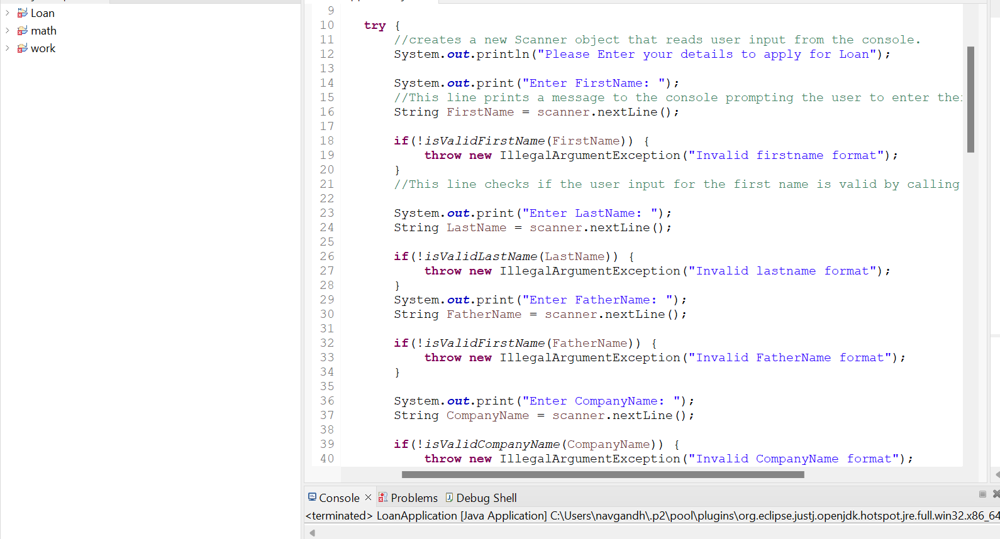 Loan
math
work
9
10 try {
11 //creates a new Scanner object that reads user input from the console.
12 System.out.println("Please Enter your details to apply for Loan");
13
14 System.out.print("Enter FirstName: ");
15 //This line prints a message to the console prompting the user to enter
16 String FirstName = scanner.nextLine();
17
18 if(!isValidFirstName(FirstName)) {
19 throw new IllegalArgumentException("Invalid firstname format");
20 }
21 //This line checks if the user input for the first name is valid by calling
22
23 System.out.print("Enter LastName: ");
24 String LastName = scanner.nextLine();
25
26 if(!isValidLastName(LastName)) {
27 throw new IllegalArgumentException("Invalid lastname format");
28 }
29 System.out.print("Enter FatherName: ");
30 String FatherName = scanner.nextLine();
31
32 if(!isValidFirstName(FatherName)) {
33 throw new IllegalArgumentException("Invalid FatherName format");
34 }
35
36 System.out.print("Enter CompanyName: ");
37 String CompanyName = scanner.nextLine();
38
39 if(!isValidCompanyName(CompanyName)) {
40 throw new IllegalArgumentException("Invalid CompanyName format");
Console Problems Debug Shell
<terminated> LoanApplication [Java Application] C:\Users\navgandh\.p2\pool\plugins\org.eclipse.justj.openjdk.hotspot.jre.full.win32.x86_64